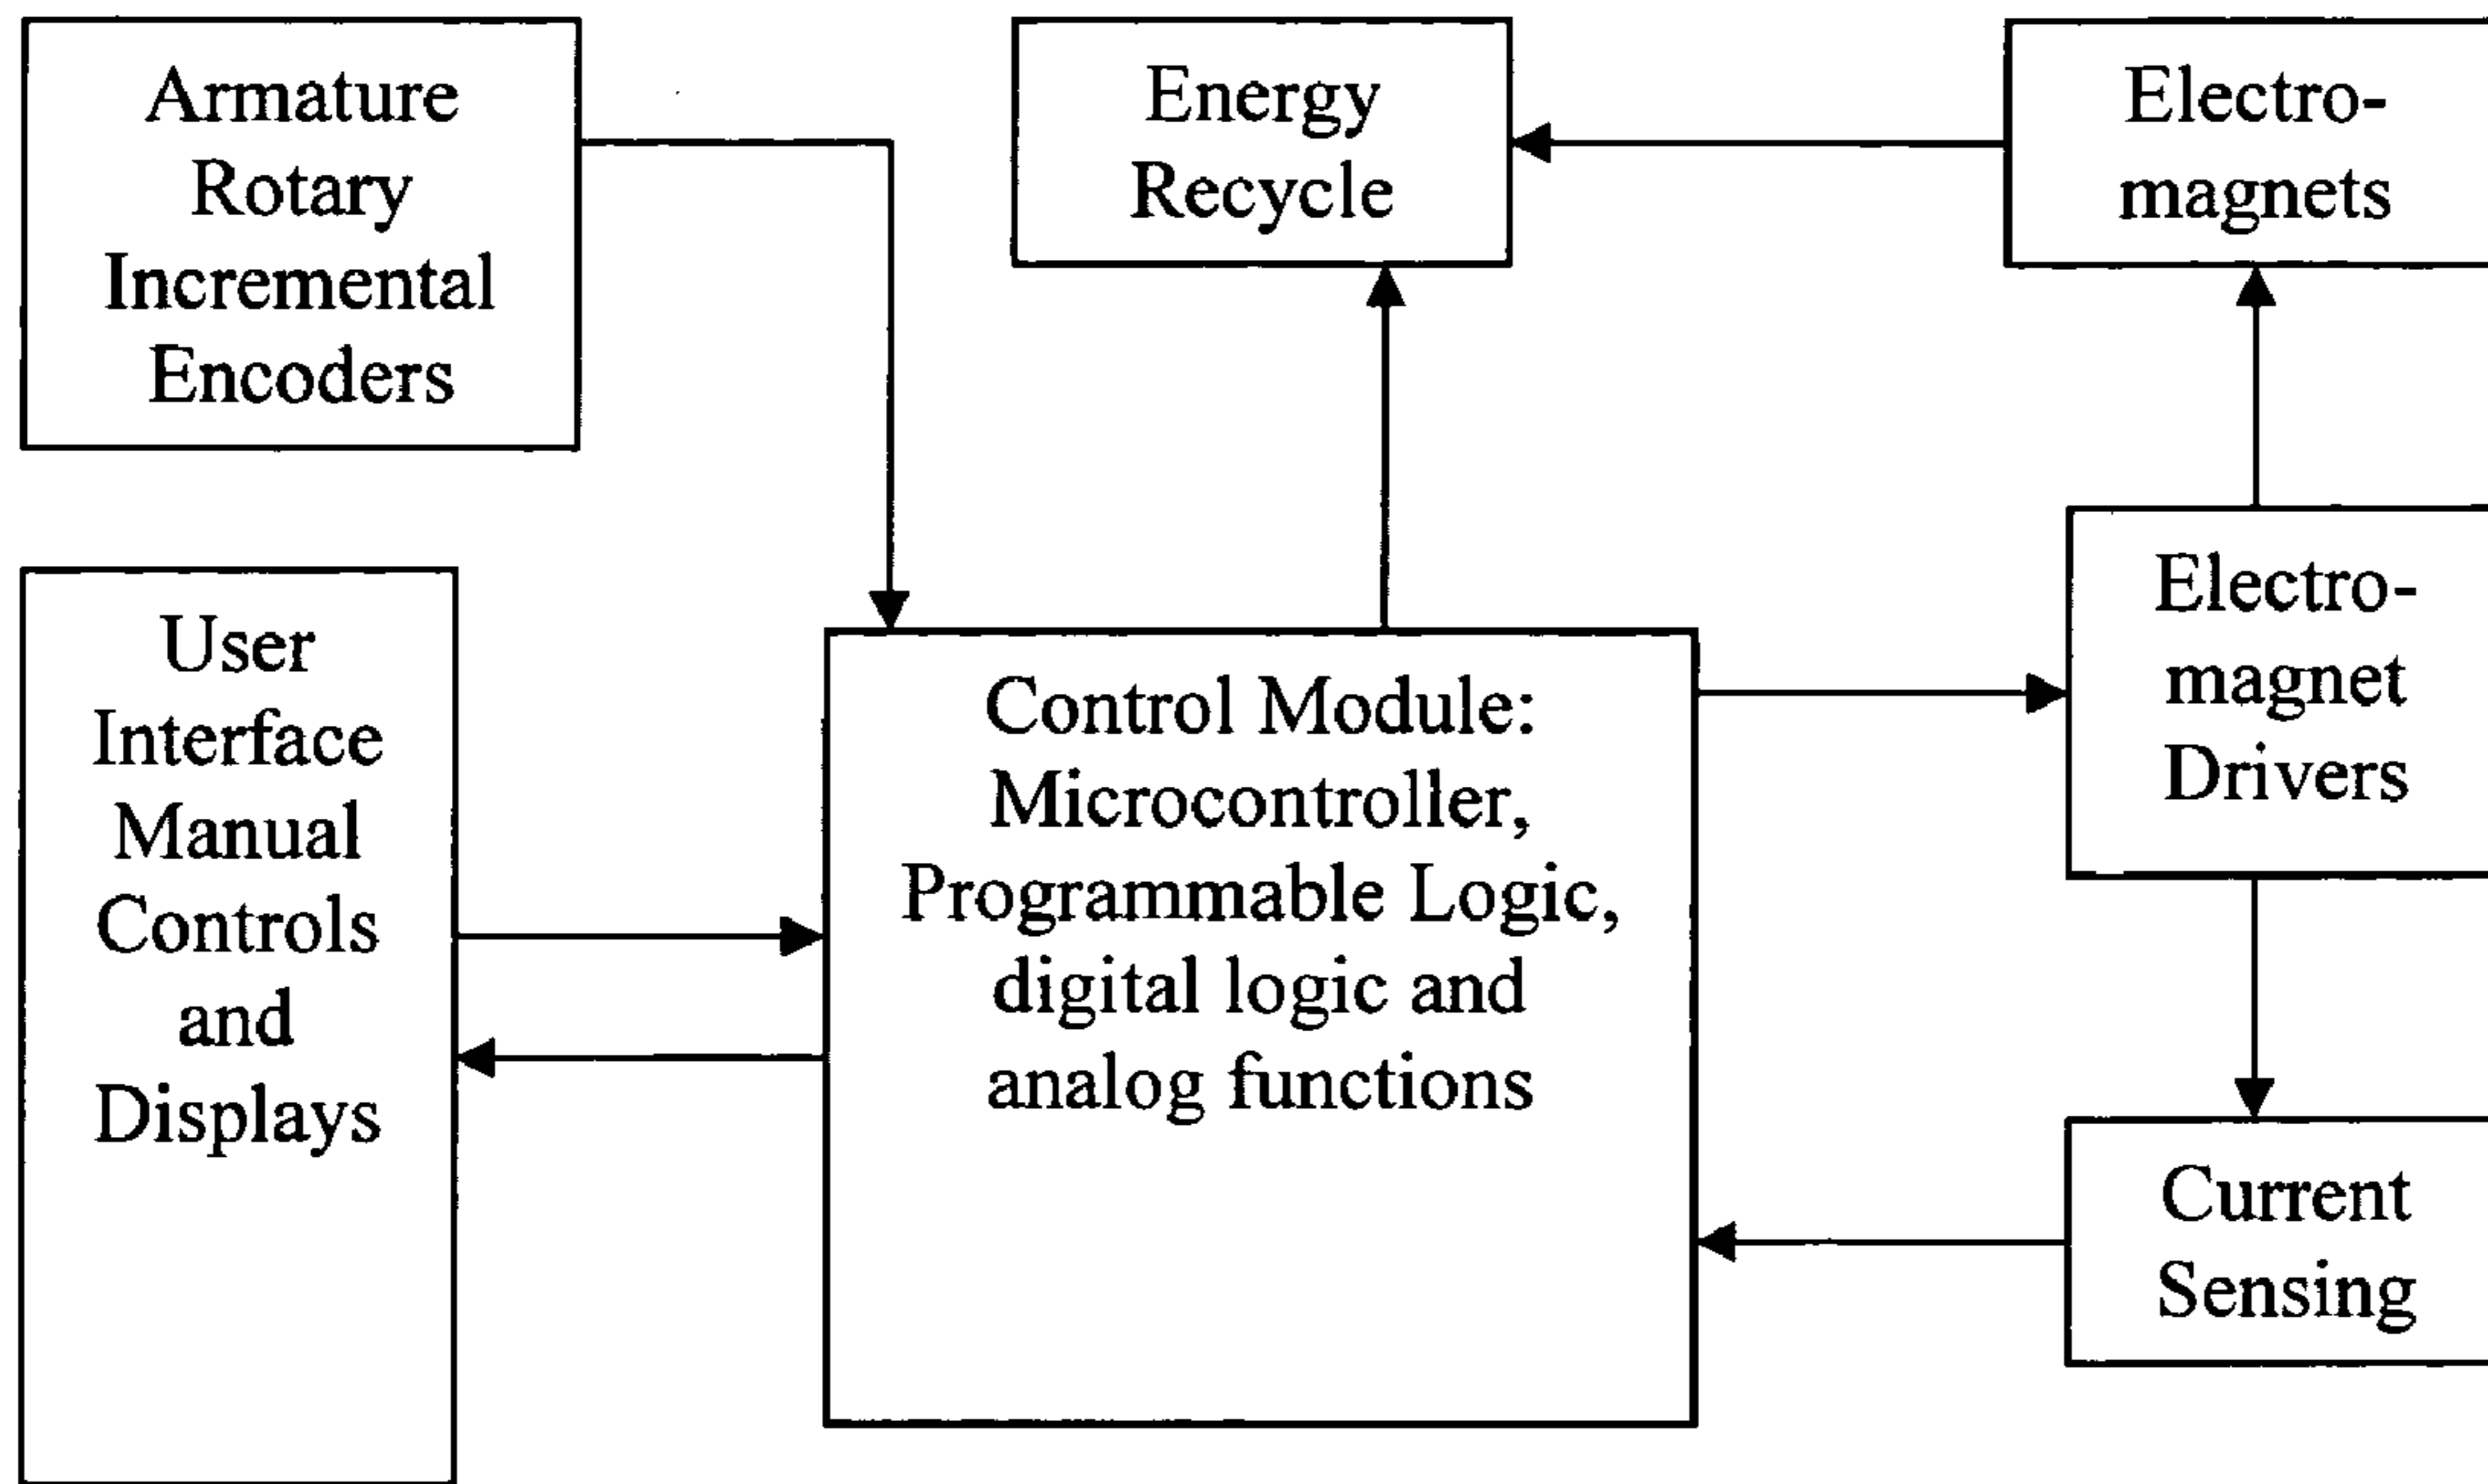 Armature
Rotary
Incremental
Encoders
Energy
Recycle
Electro-
magnets
User
Interface
Manual
Controls
and
Displays
Control Module:
Microcontroller,
Programmable Logic,
digital logic and
analog functions
Electro-
magnet
Drivers
Current
Sensing